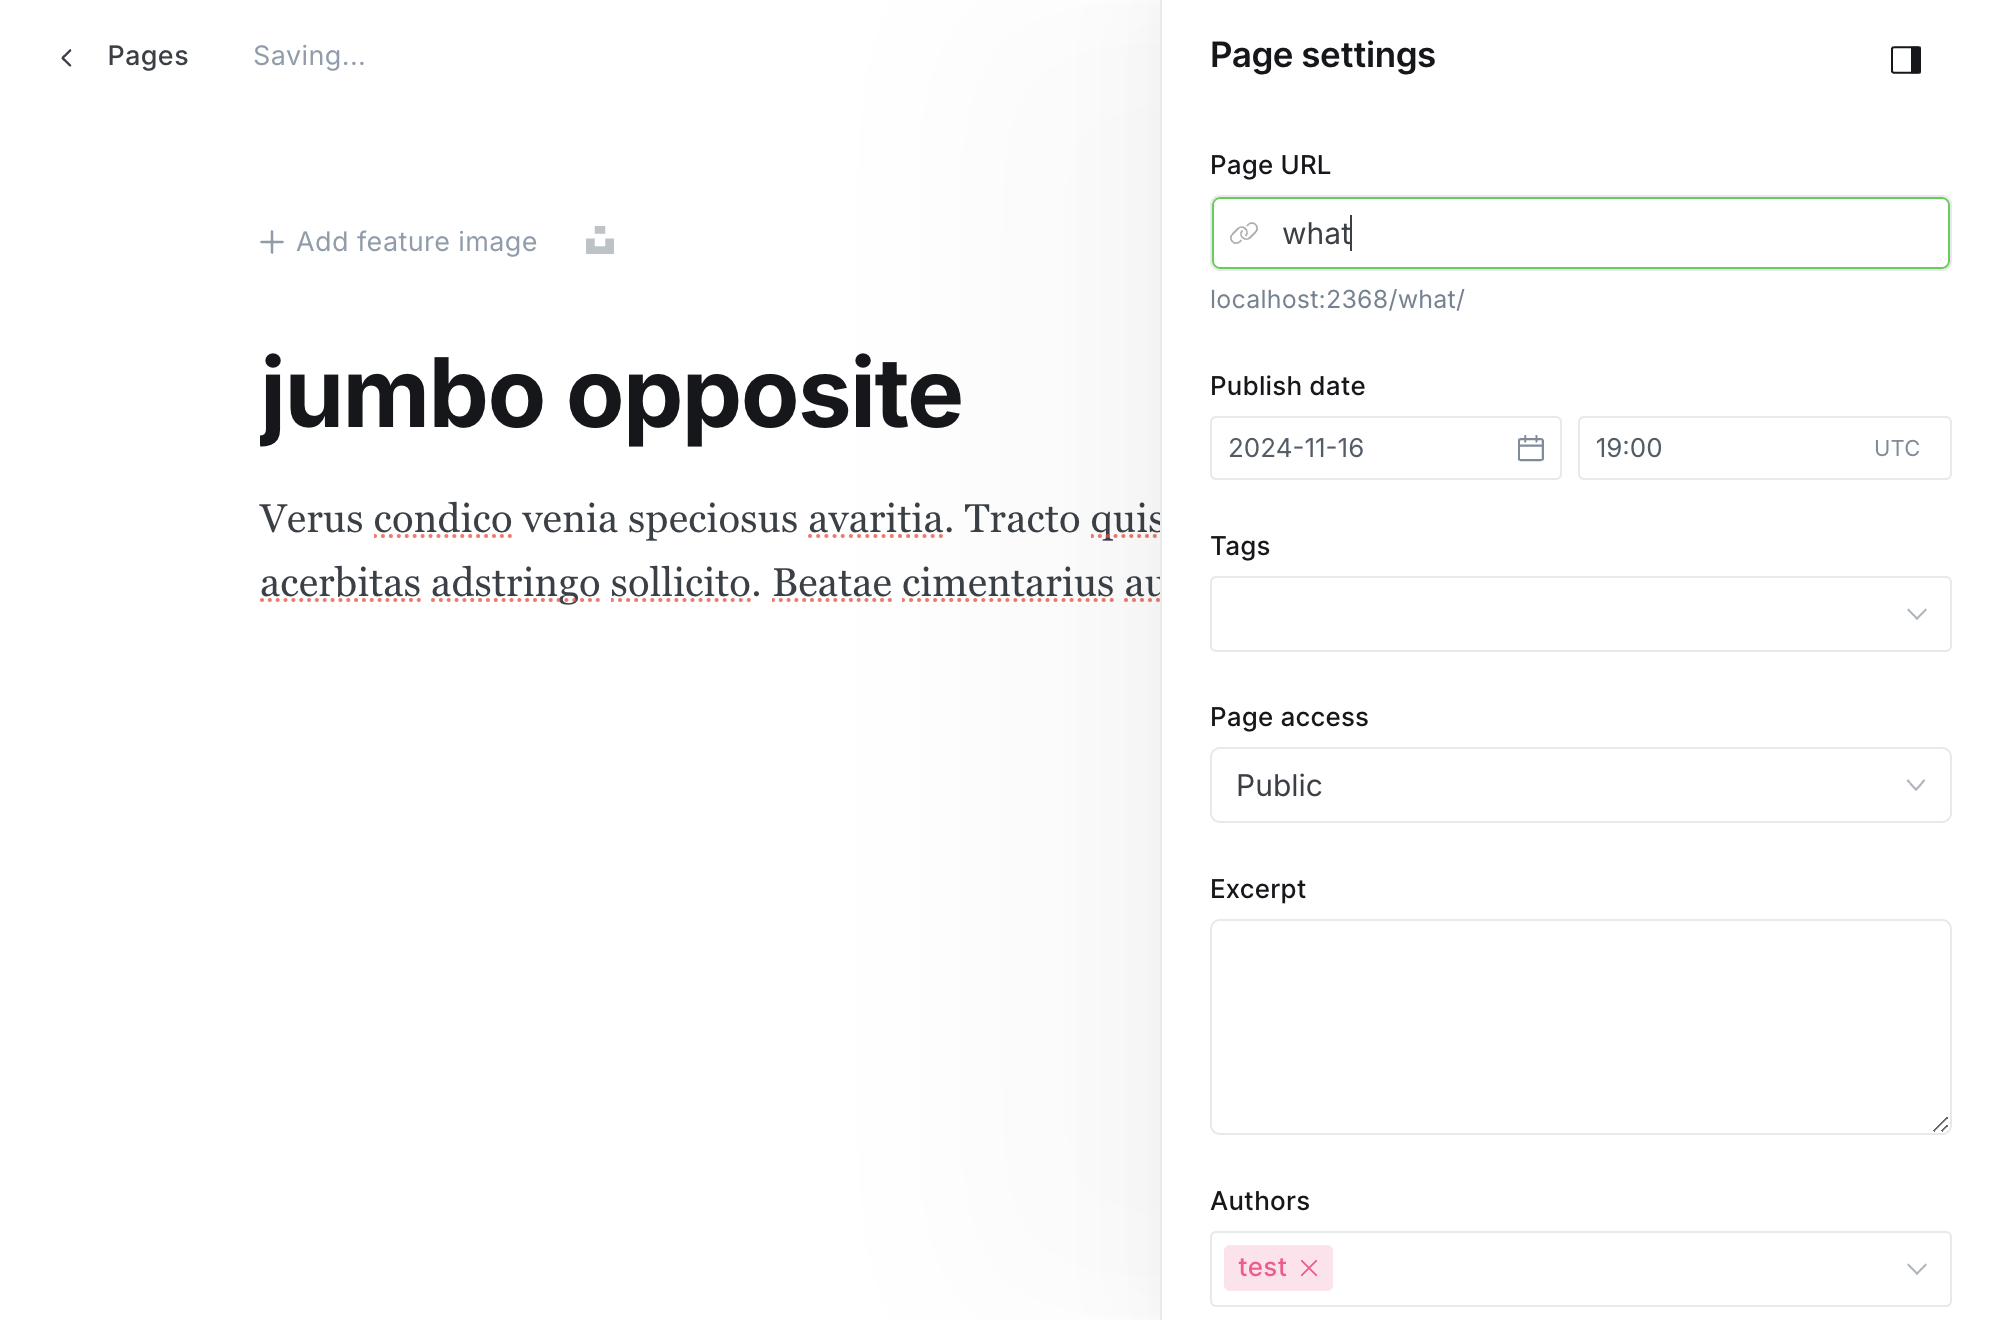 Pages
Saving...
Add feature image
jumbo opposite
Verus condico venia speciosus avaritia. Tracto quis
acerbitas adstringo sollicito. Beatae cimentarius au
Page settings
Page URL
what
localhost:2368/what/
Publish date
2024-11-16
19:00 UTC
Tags
Page access
Public
Excerpt
Authors
test